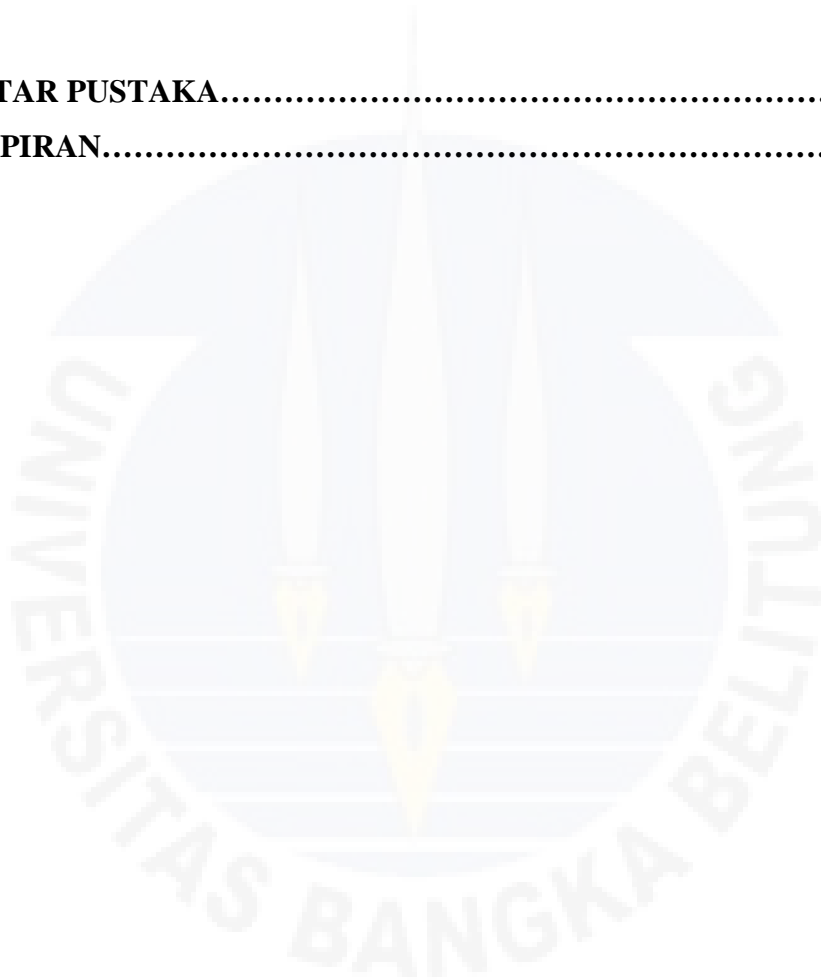 TAR PUSTAKA……………………………………………………
PIRAN………………………………………………………………
UNIVERSITAS BANGKA BELITUNG